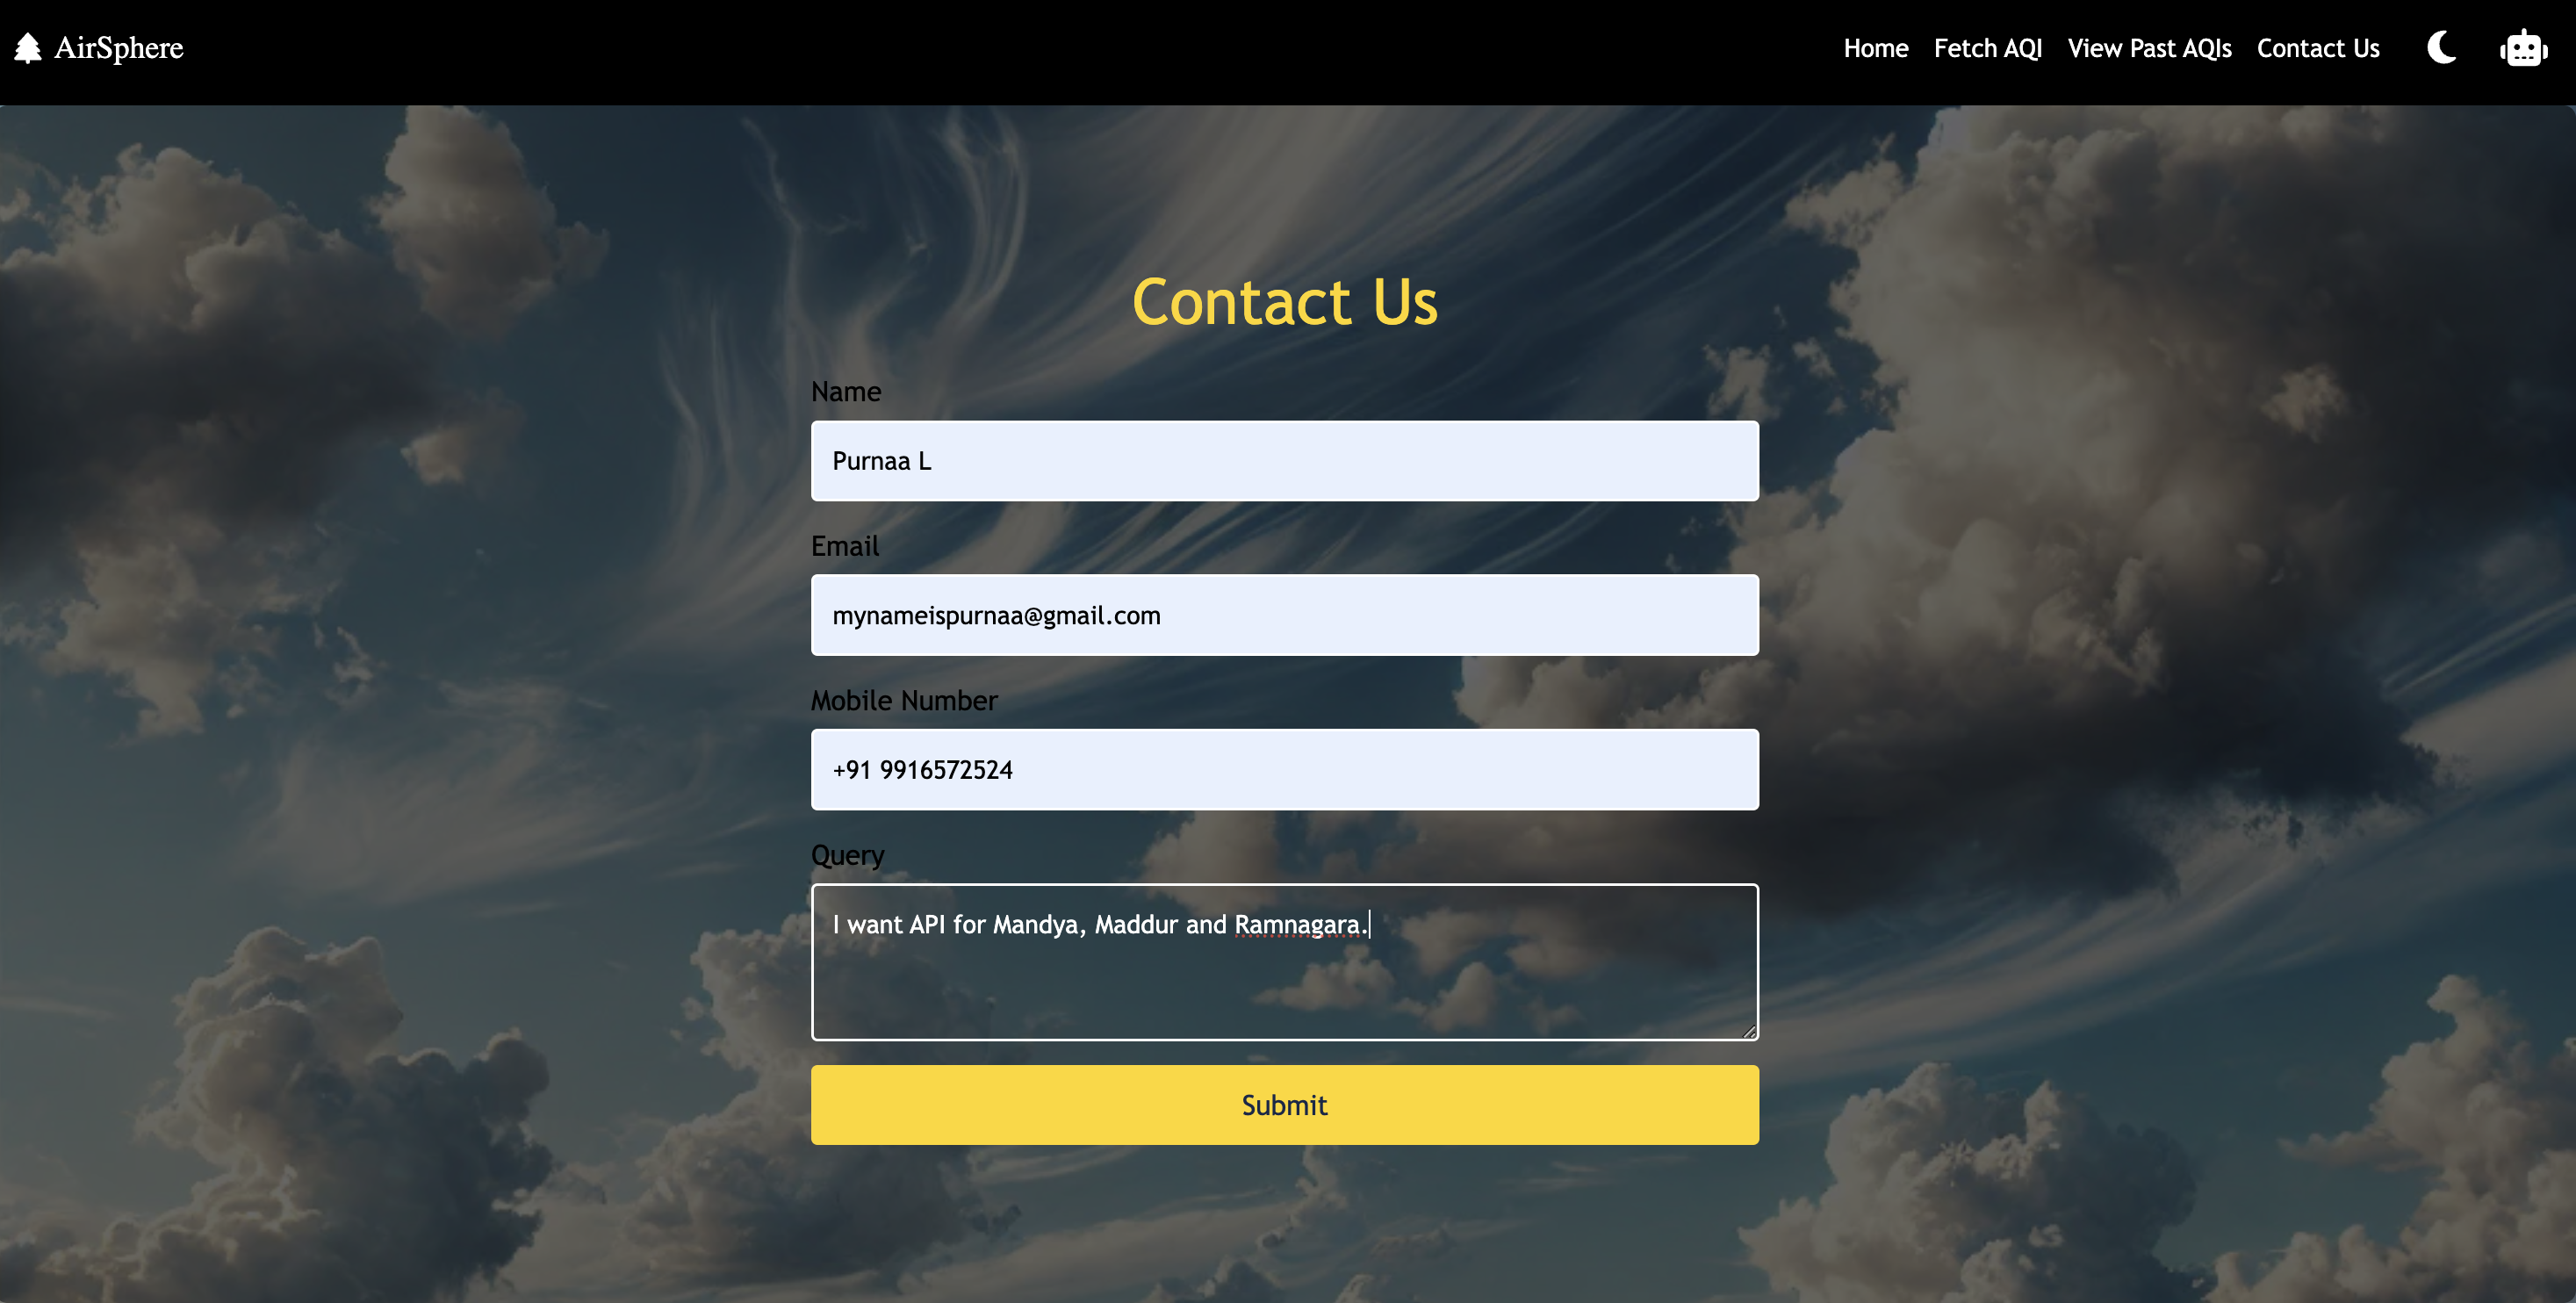 AirSphere
Home Fetch AQI View Past AQIs Contact Us
Contact Us
Name
Purnaa L
Email
mynameispurnaa@gmail.com
Mobile Number
+91 9916572524
Query
I want API for Mandya, Maddur and Ramnagara.
Submit